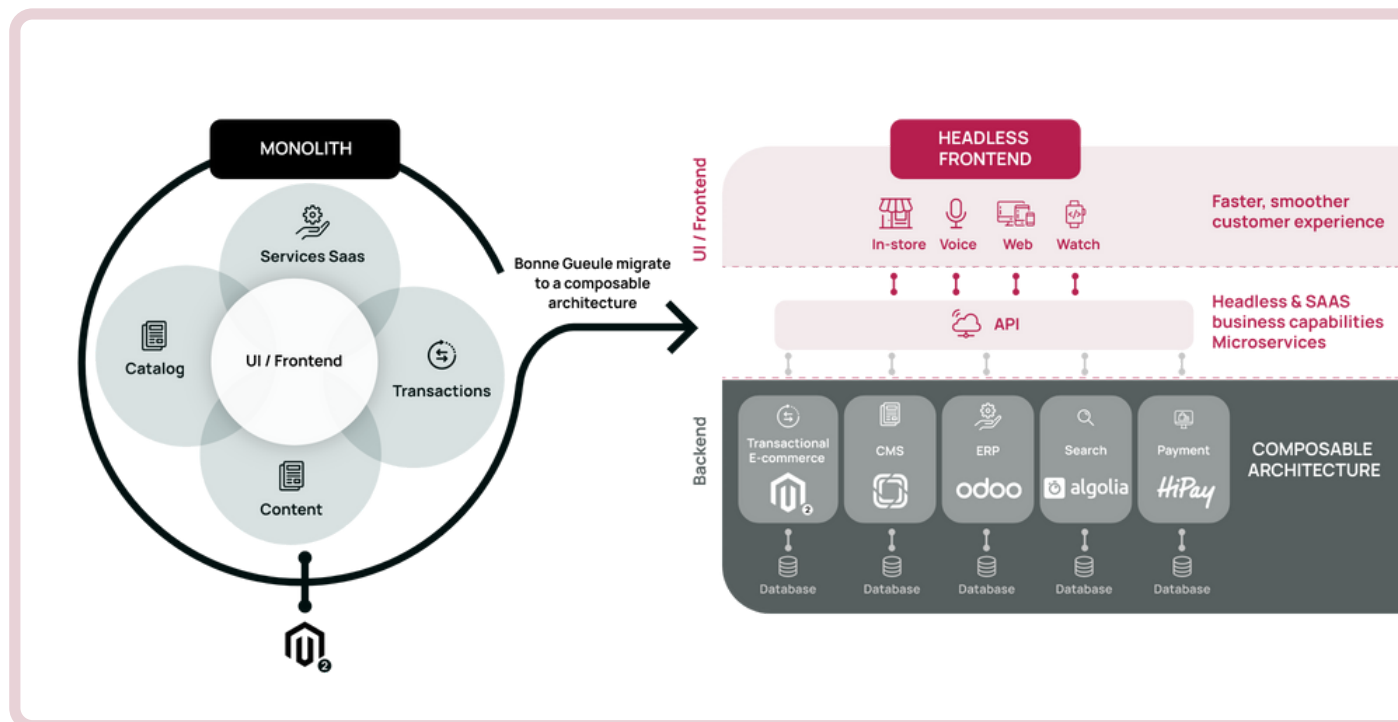 MONOLITH
Services Saas
Catalog
UI / Frontend
Transactions
Content
2
Bonne Gueule migrate
to a composable
architecture
UI / Frontend
HEADLESS
FRONTEND
In-store
Voice
Web
Watch
Faster, smoother
customer experience
API
Headless & SAAS
business capabilities
Microservices
Backend
Transactional
E-commerce
2
CMS
ERP
odoo
Search
algolia
Payment
HiPay
COMPOSABLE
ARCHITECTURE
Database
Database
Database
Database
Database